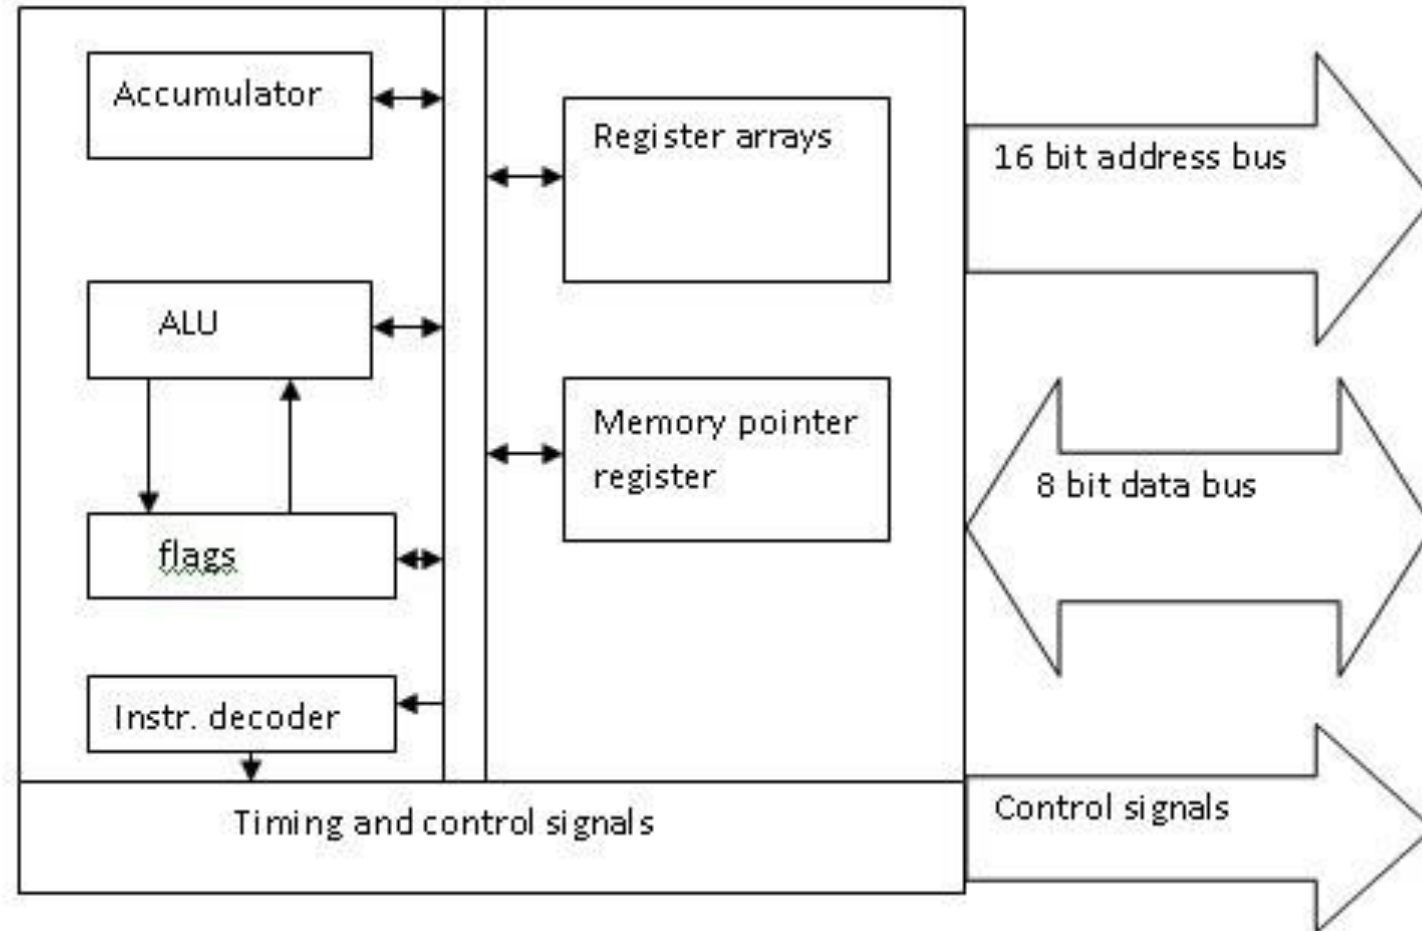 Accumulator
Register arrays
16 bit address bus
ALU
Memory pointer
register
8 bit data bus
flags
Instr. decoder
Timing and control signals
Control signals